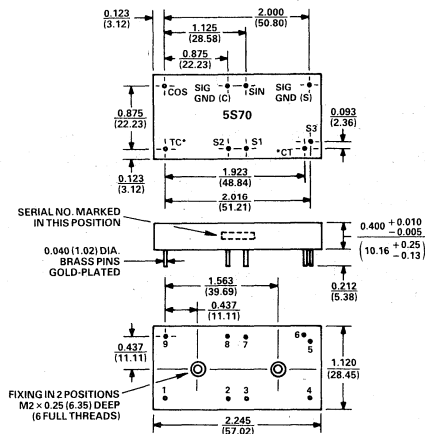 0.123
(3.12)
2.000
(50.80)
1.125
(28.58)
0.875
(22.23)
COS SIG GND (C) SIN SIG GND (S)
5S70
0.875
(22.23)
0.093
(2.36)
S3
TC* S2 S1 *CT
0.123
(3.12)
1.923
(48.84)
2.016
(51.21)
SERIAL NO. MARKED
IN THIS POSITION
0.400 +0.010 −0.005
(10.16 +0.25 −0.13)
0.040 (1.02) DIA.
BRASS PINS
GOLD-PLATED
0.212
(5.38)
1.563
(39.69)
0.437
(11.11)
0.437
(11.11)
9 8 7 6 5
1.120
(28.45)
FIXING IN 2 POSITIONS
M2 × 0.25 (6.35) DEEP
(6 FULL THREADS)
1 2 3 4
2.245
(57.02)